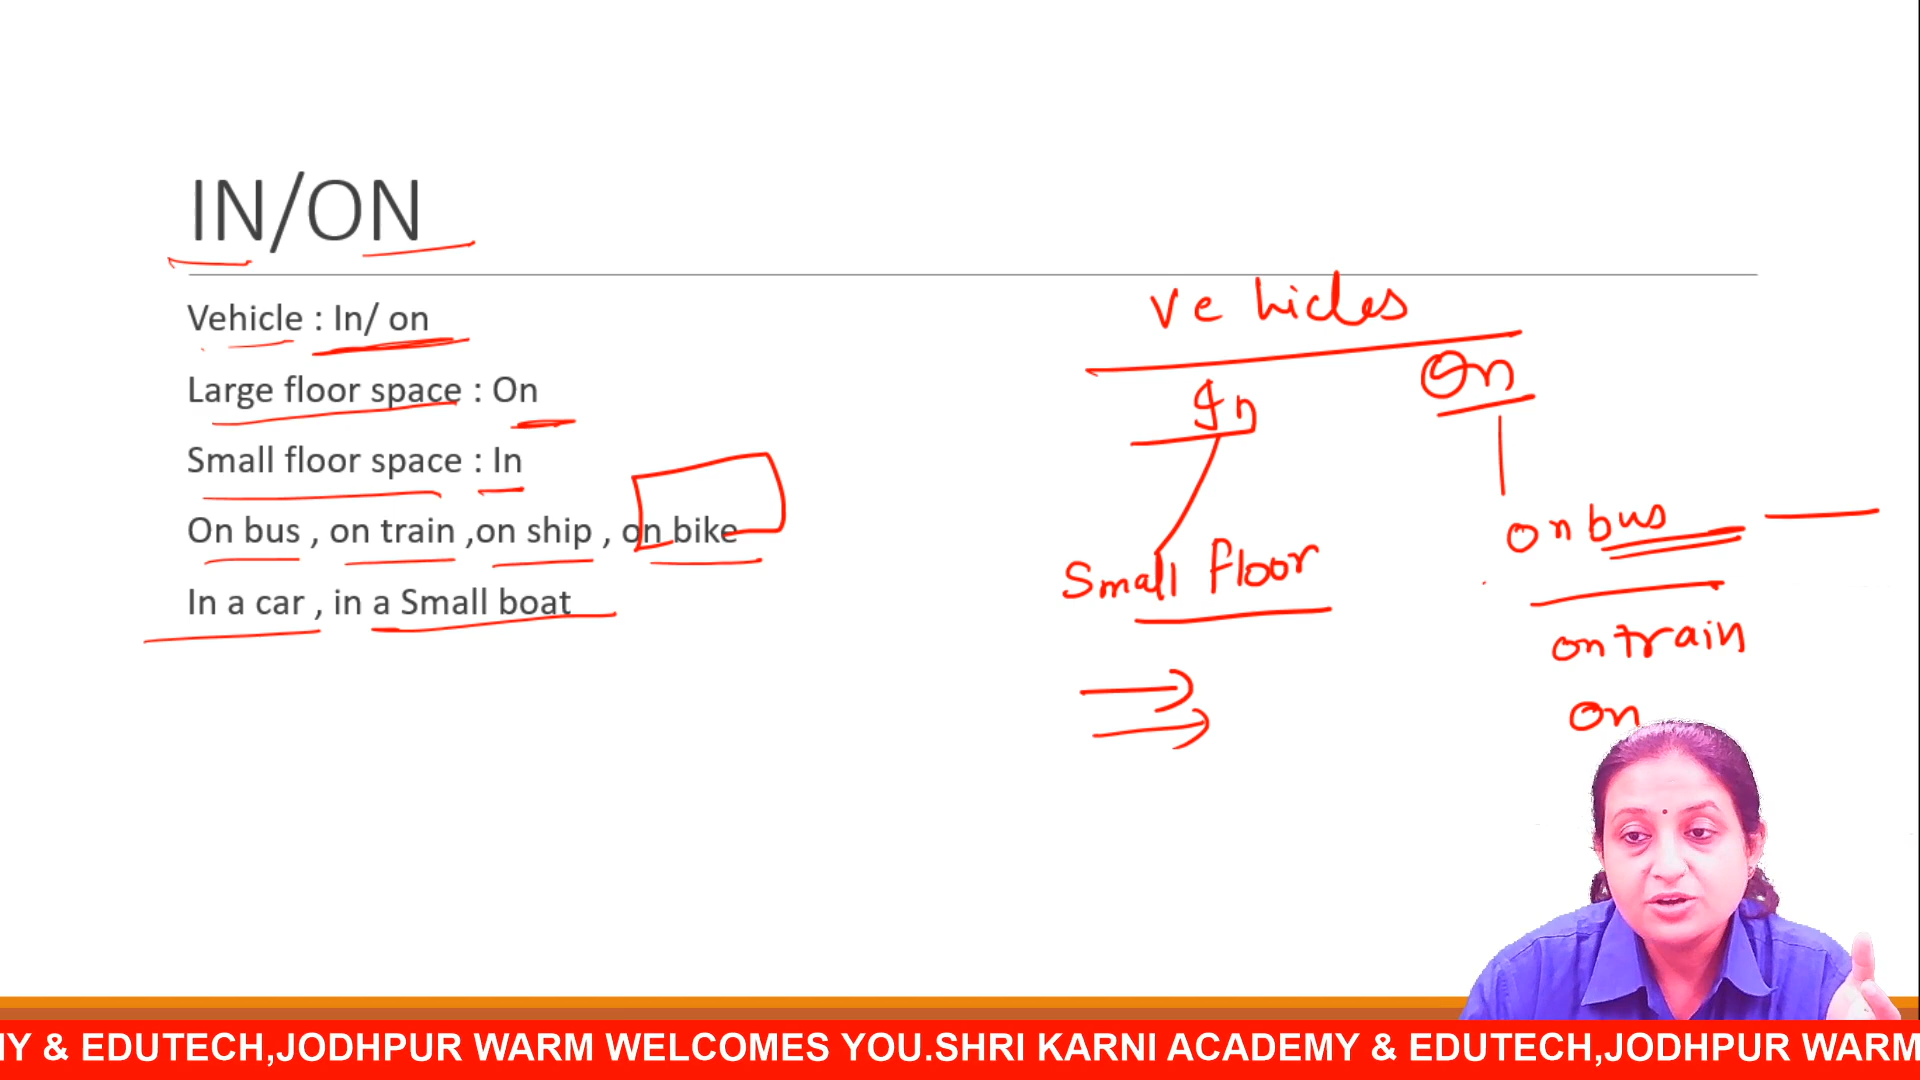 IN/ON
Vehicle : In/ on
Large floor space : On
Small floor space : In
On bus , on train ,on ship , on bike
In a car , in a Small boat
Vehicles
In
On
Small floor
on bus
on train
on
MY & EDUTECH,JODHPUR WARM WELCOMES YOU.SHRI KARNI ACADEMY & EDUTECH,JODHPUR WARM